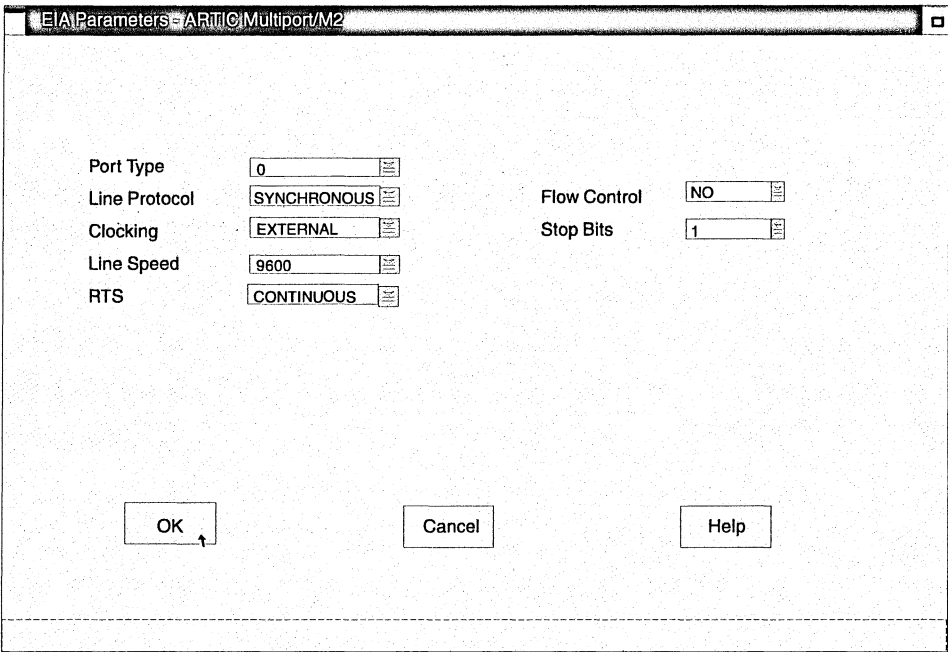 EIA Parameters - ARTIC Multiport/M2
Port Type 0
Line Protocol SYNCHRONOUS
Flow Control NO
Clocking EXTERNAL
Stop Bits 1
Line Speed 9600
RTS CONTINUOUS
OK Cancel Help